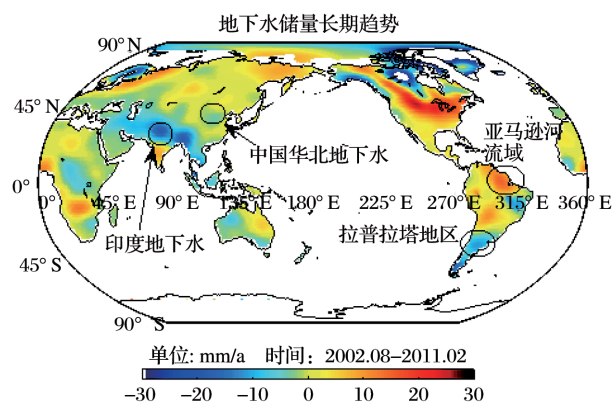 地下水储量长期趋势
90° N
45° N
亚马逊河
流域
中国华北地下水
0°
0° E 45° E 90° E 135° E 180° E 225° E 270° E 315° E 360° E
印度地下水
拉普拉塔地区
45° S
90° S
单位: mm/a 时间：2002.08−2011.02
−30 −20 −10 0 10 20 30